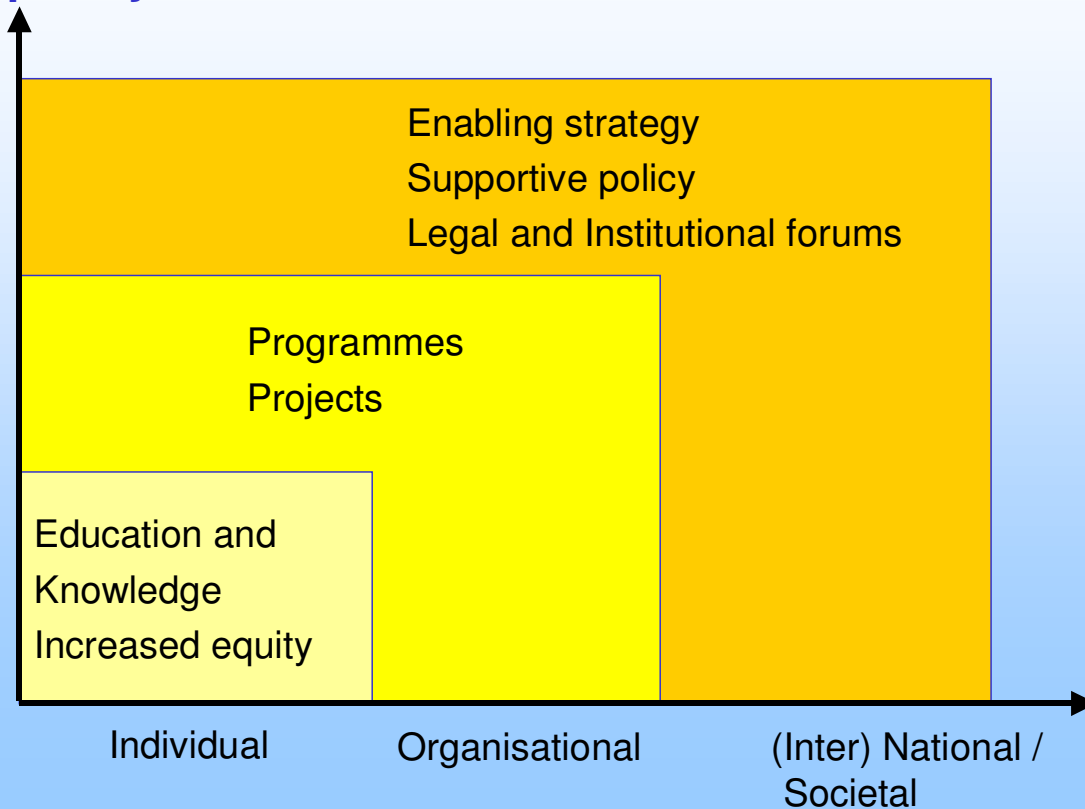 Enabling strategy
Supportive policy
Legal and Institutional forums
Programmes
Projects
Education and
Knowledge
Increased equity
Individual
Organisational
(Inter) National /
Societal